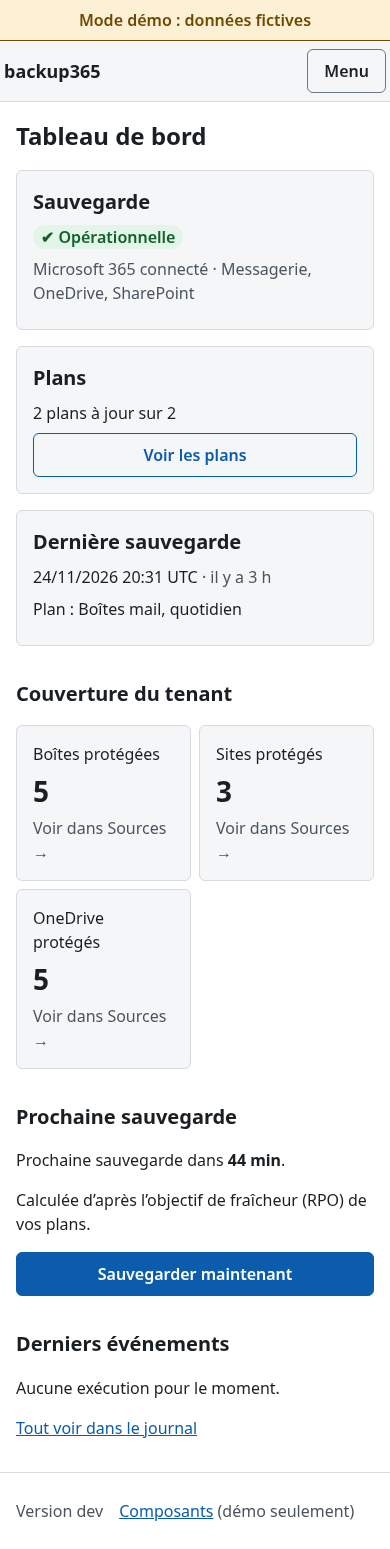 Mode démo : données fictives
backup365
Menu
Tableau de bord
Sauvegarde
✔ Opérationnelle
Microsoft 365 connecté · Messagerie,
OneDrive, SharePoint
Plans
2 plans à jour sur 2
Voir les plans
Dernière sauvegarde
24/11/2026 20:31 UTC · il y a 3 h
Plan : Boîtes mail, quotidien
Couverture du tenant
Boîtes protégées
5
Voir dans Sources
→
Sites protégés
3
Voir dans Sources
→
OneDrive
protégés
5
Voir dans Sources
→
Prochaine sauvegarde
Prochaine sauvegarde dans 44 min.
Calculée d’après l’objectif de fraîcheur (RPO) de
vos plans.
Sauvegarder maintenant
Derniers événements
Aucune exécution pour le moment.
Tout voir dans le journal
Version dev Composants (démo seulement)